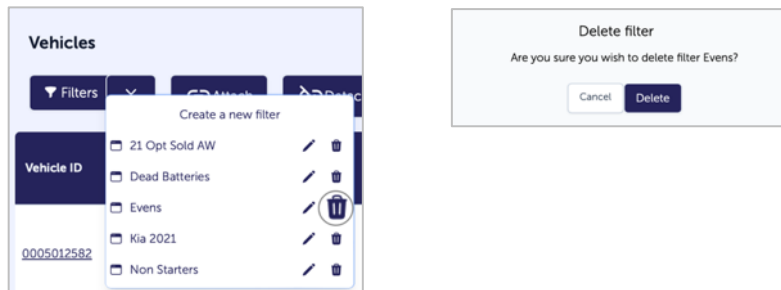 Vehicles
Filters
Attach
Create a new filter
21 Opt Sold AW
Dead Batteries
Vehicle ID
Evens
Kia 2021
0005012582
Non Starters
Delete filter
Are you sure you wish to delete filter Evens?
Cancel Delete